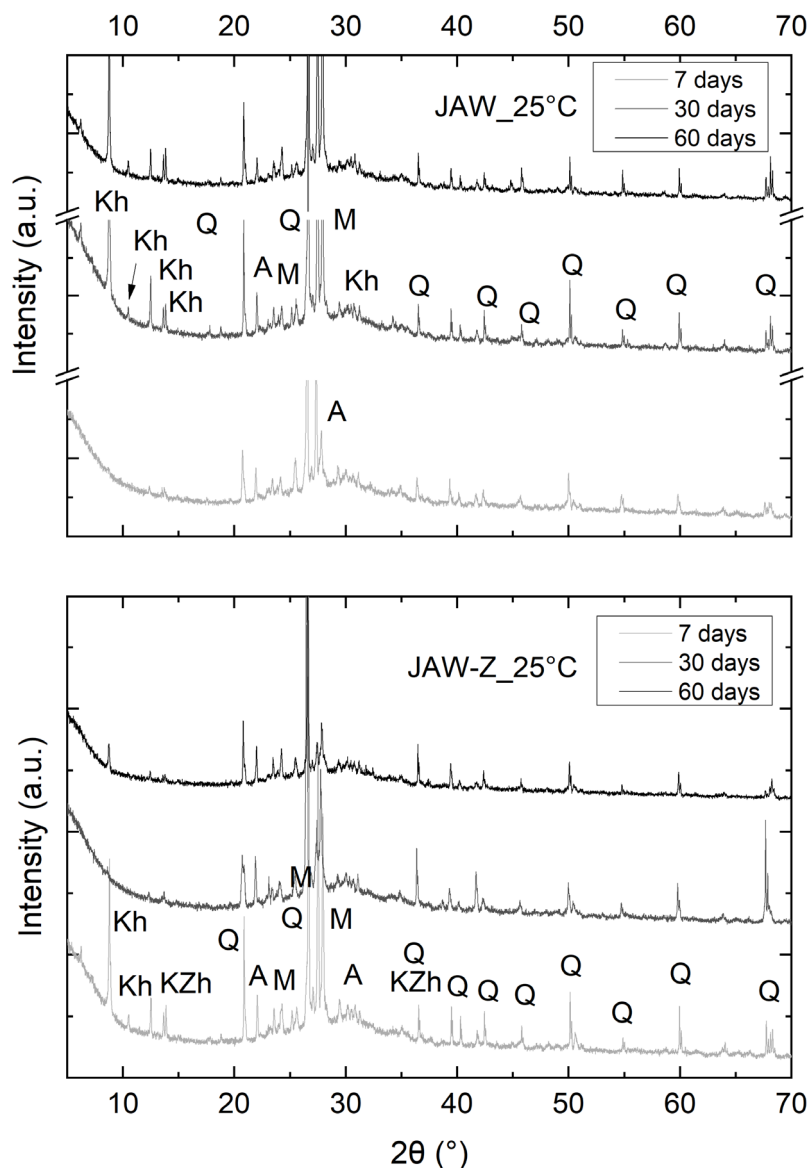 10 20 30 40 50 60 70
JAW_25°C
7 days
30 days
60 days
Intensity (a.u.)
Kh
Kh
Kh
Kh
Q
A
M
Q
M
Kh
Q
Q
Q
Q
Q
Q
Q
A
JAW-Z_25°C
7 days
30 days
60 days
Intensity (a.u.)
Kh
Kh
KZh
Q
A
M
Q
M
M
A
Q
KZh
Q
Q
Q
Q
Q
Q
Q
10 20 30 40 50 60 70
2θ (°)